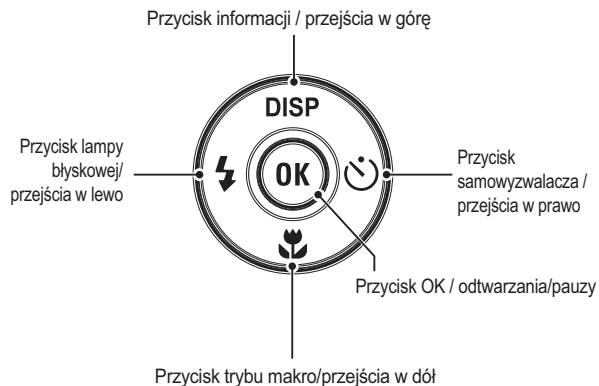 Przycisk informacji / przejścia w górę
DISP
Przycisk lampy
błyskowej/
przejścia w lewo
OK
Przycisk
samowyzwalacza /
przejścia w prawo
Przycisk OK / odtwarzania/pauzy
Przycisk trybu makro/przejścia w dół